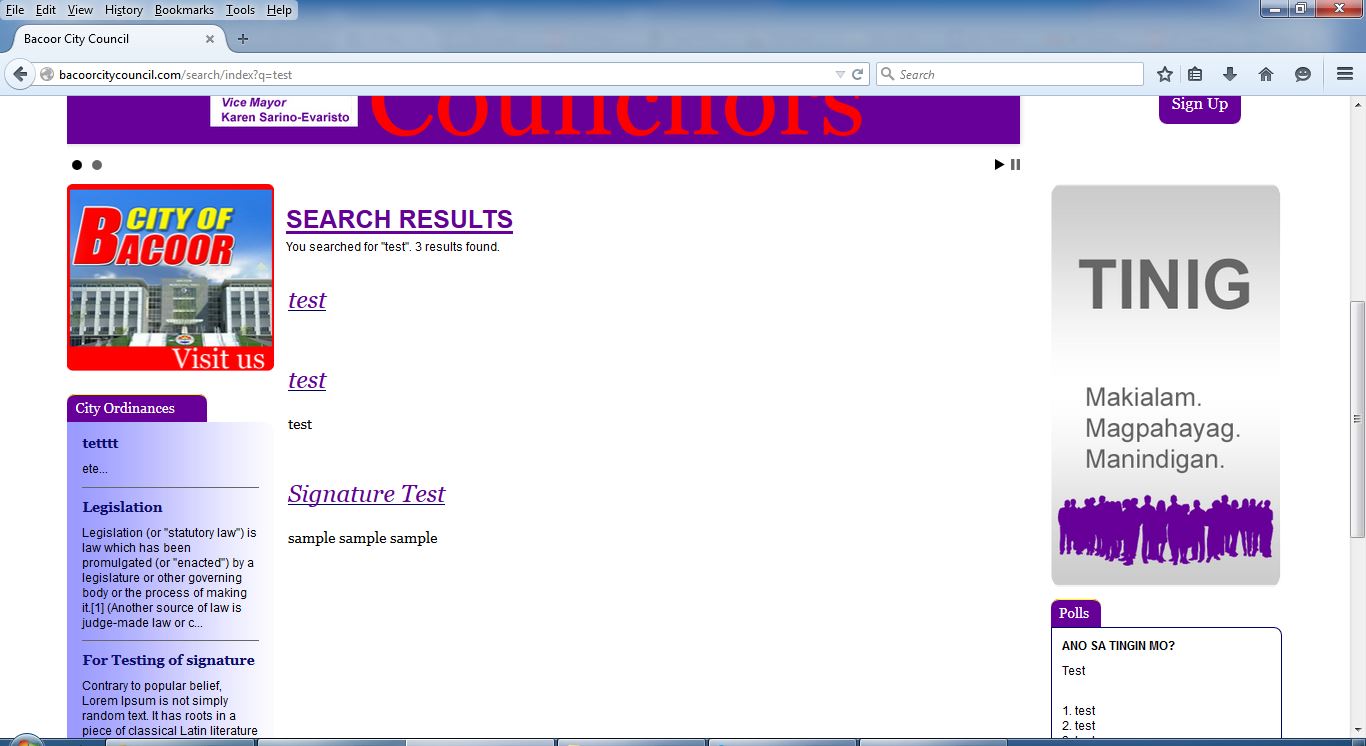 File Edit View History Bookmarks Tools Help
Bacoor City Council
bacoorcitycouncil.com/search/index?q=test
Search
Vice Mayor
Karen Sarino-Evaristo
Councilors
Sign Up
CITY OF
BACOOR
Visit us
SEARCH RESULTS
You searched for "test". 3 results found.
test
test
test
Signature Test
sample sample sample
City Ordinances
tetttt
ete...
Legislation
Legislation (or "statutory law") is
law which has been
promulgated (or "enacted") by a
legislature or other governing
body or the process of making
it.[1] (Another source of law is
judge-made law or c...
For Testing of signature
Contrary to popular belief,
Lorem Ipsum is not simply
random text. It has roots in a
piece of classical Latin literature
TINIG
Makialam.
Magpahayag.
Manindigan.
Polls
ANO SA TINGIN MO?
Test
1. test
2. test